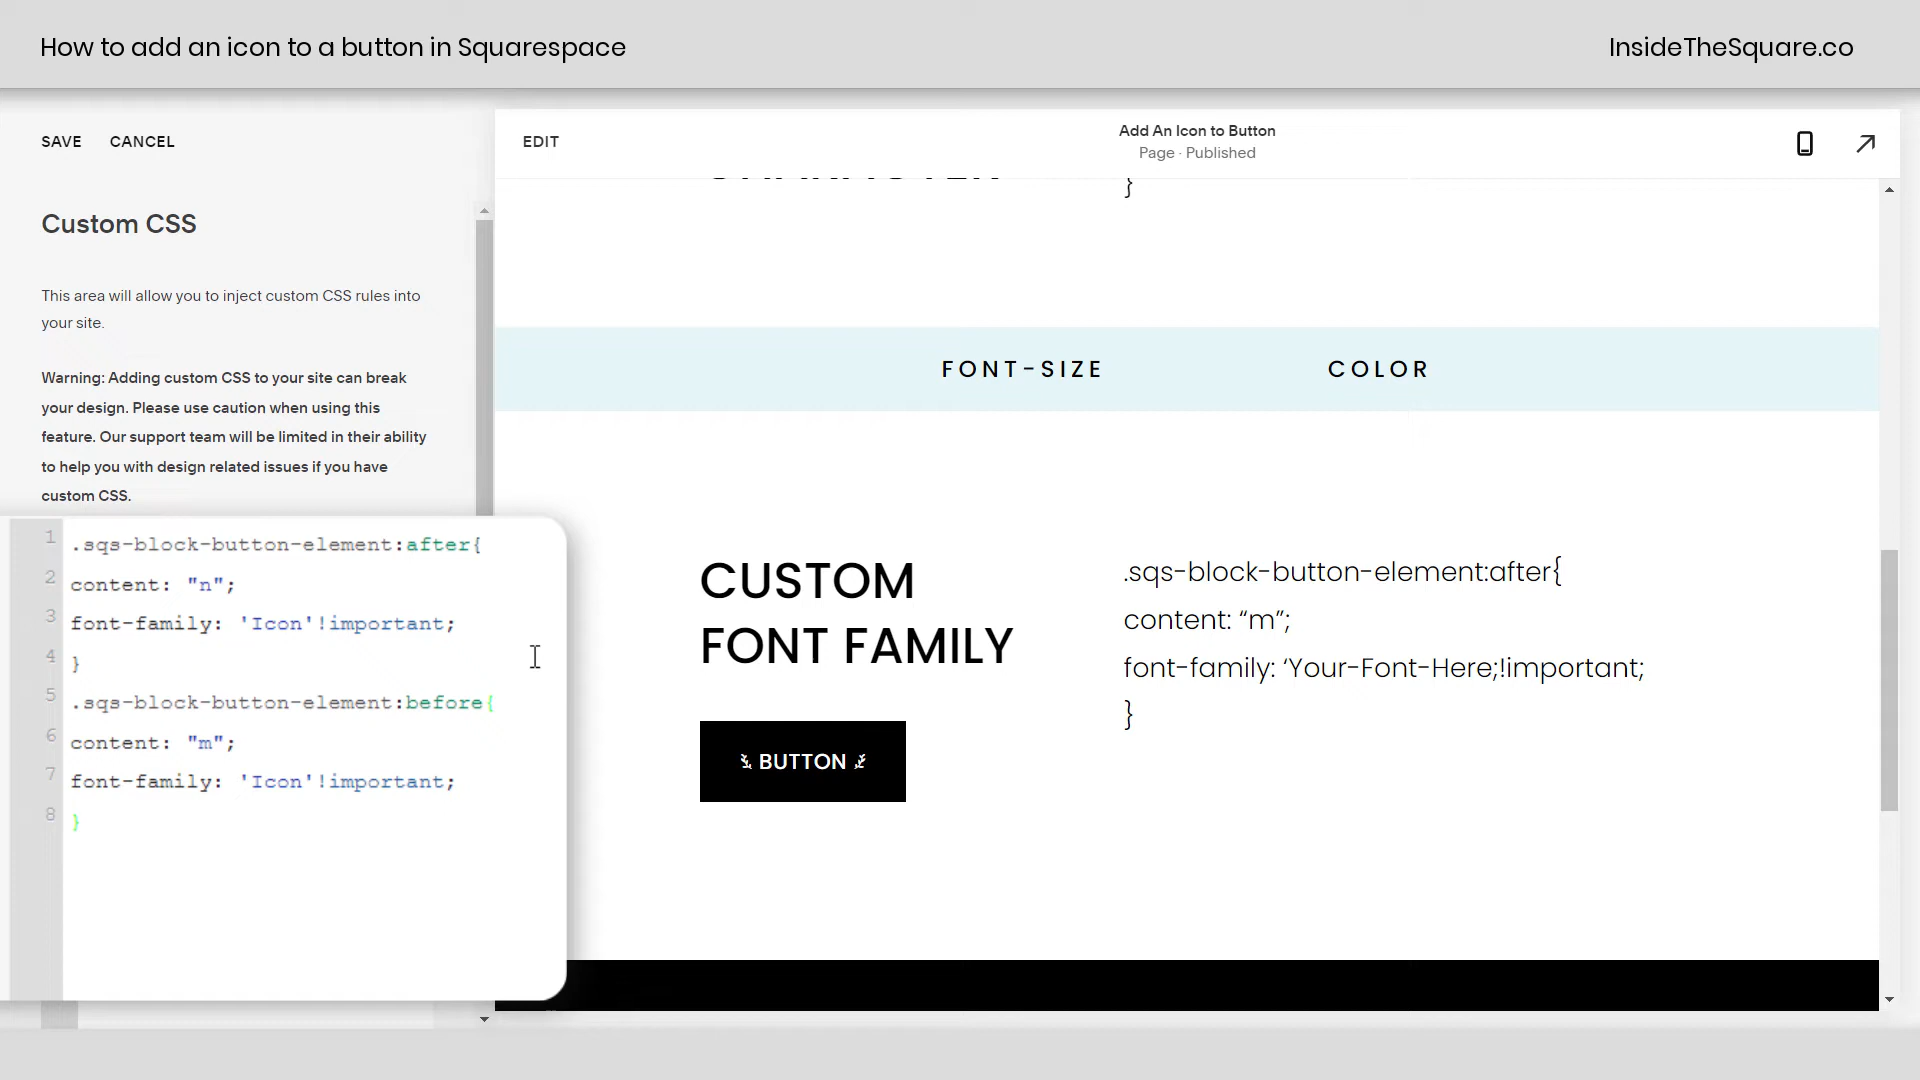 How to add an icon to a button in Squarespace
InsideTheSquare.co
SAVE CANCEL
EDIT
Add An Icon to Button
Page · Published
Custom CSS
This area will allow you to inject custom CSS rules into
your site.
Warning: Adding custom CSS to your site can break
your design. Please use caution when using this
feature. Our support team will be limited in their ability
to help you with design related issues if you have
custom CSS.
1 .sqs-block-button-element:after{
2 content: "n";
3 font-family: 'Icon'!important;
4 }
5 .sqs-block-button-element:before{
6 content: "m";
7 font-family: 'Icon'!important;
8 }
}
FONT-SIZE COLOR
CUSTOM
FONT FAMILY
BUTTON
.sqs-block-button-element:after{
content: “m”;
font-family: ‘Your-Font-Here;!important;
}